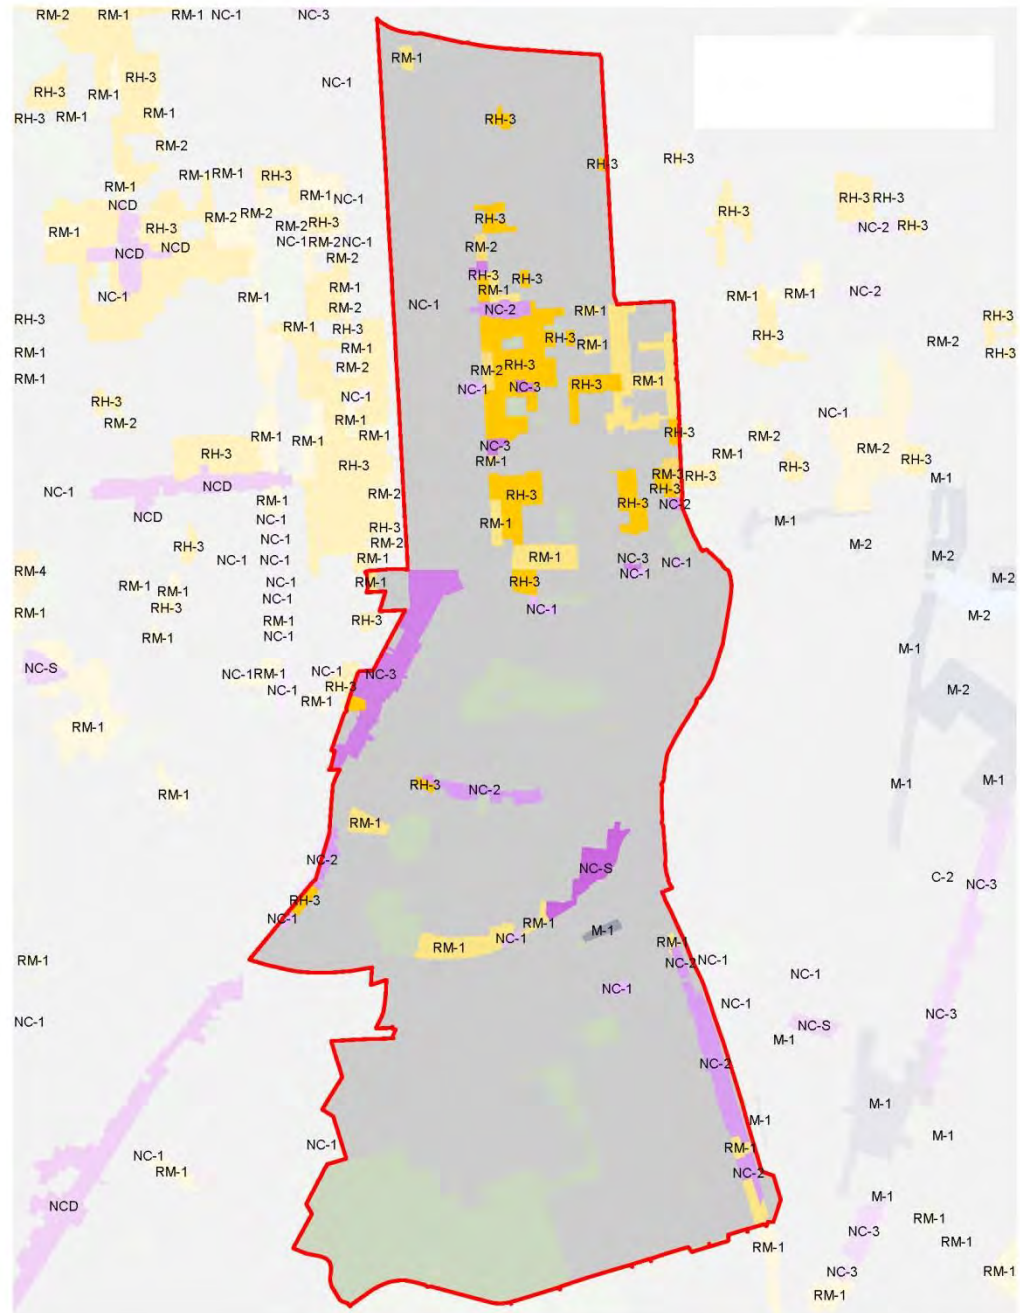 RM-2 RM-1 RM-1 NC-1 NC-3
RM-1
RH-3 NC-1
RH-3 RM-1
RH-3 RM-1 RM-1 RH-3
RM-2
RH-3 RH-3
RM-1 RM-1 RH-3
RM-1 RM-1 NC-1 RH-3 RH-3
NCD RH-3
RM-2 RM-2 RH-3
RM-1 RH-3 RM-2 RH-3 NC-2 RH-3
NCD NCD NC-1 RM-2 NC-1 RM-2
RM-2
RH-3 RH-3
NC-1 RM-1 RM-1 RM-1 RM-1 RM-1 NC-2
RM-2 NC-1 NC-2 RM-1
RH-3 RM-1 RH-3 RH-3 RH-3 RH-3
RM-1 RM-1 RM-1 RM-2 RH-3
RM-2 RM-2 RH-3
RM-1 NC-1 NC-3 RH-3 RM-1
RH-3 NC-1
RM-2 RM-1 NC-1
RM-1 RM-1 RM-1 RH-3 RM-2
RH-3 NC-3 RM-1 RM-2 RH-3
RH-3 RM-1 RH-3
NCD RM-3 RH-3 M-1
NC-1 RM-1 RM-2 RH-3 RH-3
NCD NC-1 RM-1 RH-3 NC-2 M-1
RH-3 NC-1 RH-3
RM-2 M-2
NC-1 NC-1 RM-1 RM-1 NC-3 NC-1 M-2
RM-4 NC-1
RM-1 RM-1 NC-1 RM-1 RH-3 M-2
RH-3 NC-1 NC-1
RM-1 RM-1 RH-3 M-2
RM-1 NC-1 M-1
NC-S NC-1 RM-1 NC-1 NC-3
NC-1 RH-3 M-2
RM-1 RM-1
RM-1 RH-3 NC-2 M-1 M-1
RM-1
NC-2 NC-S C-2 NC-3
RH-3
NC-1 RM-1 M-1
RM-1 NC-1 RM-1
RM-1 NC-2 NC-1 NC-1
NC-1 NC-1
NC-1 NC-S NC-3
M-1
NC-2
M-1
M-1 M-1
NC-1 NC-1 RM-1
RM-1 NC-2
NCD M-1
NC-3 RM-1
RM-1 RM-1
NC-3 RM-1
RM-1